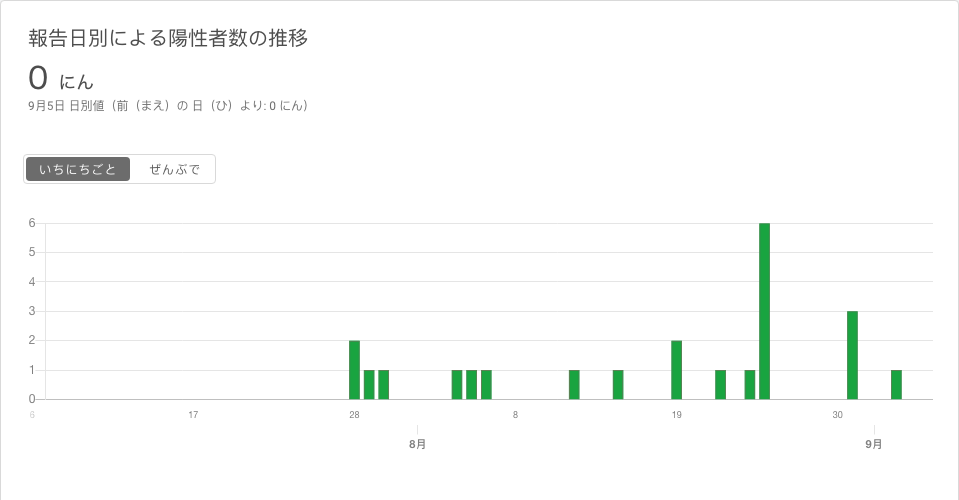 報告日別による陽性者数の推移
0 にん
9月5日 日別値（前（まえ）の 日（ひ）より: 0 にん）
いちにちごと ぜんぶで
6
5
4
3
2
1
0
6 17 28 8 19 30
8月 9月